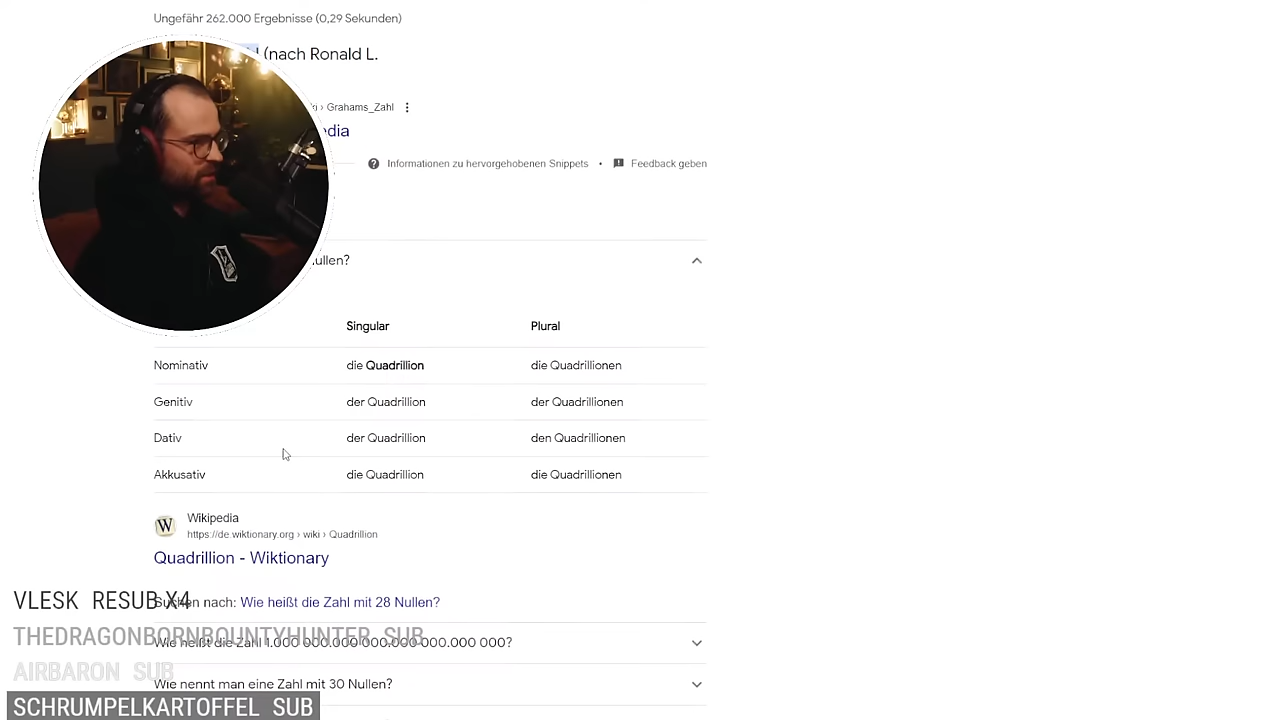 Ungefähr 262.000 Ergebnisse (0,29 Sekunden)
(nach Ronald L.
› Grahams_Zahl
Informationen zu hervorgehobenen Snippets • Feedback geben
Singular Plural
Nominativ die Quadrillion die Quadrillionen
Genitiv der Quadrillion der Quadrillionen
Dativ der Quadrillion den Quadrillionen
Akkusativ die Quadrillion die Quadrillionen
W Wikipedia
https://de.wiktionary.org › wiki › Quadrillion
Quadrillion - Wiktionary
VLESK RESUB X4
nach: Wie heißt die Zahl mit 28 Nullen?
THEDRAGONBORNBOUNTYHUNTER SUB
Wie heißt die Zahl 1.000 000.000 000.000 000.000 000?
AIRBARON SUB
Wie nennt man eine Zahl mit 30 Nullen?
SCHRUMPELKARTOFFEL SUB